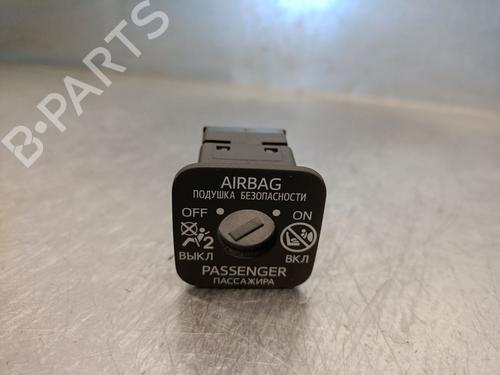 B-PARTS
AIRBAG
ПОДУШКА БЕЗОПАСНОСТИ
OFF ON
2
ВЫКЛ ВКЛ
PASSENGER
ПАССАЖИРА